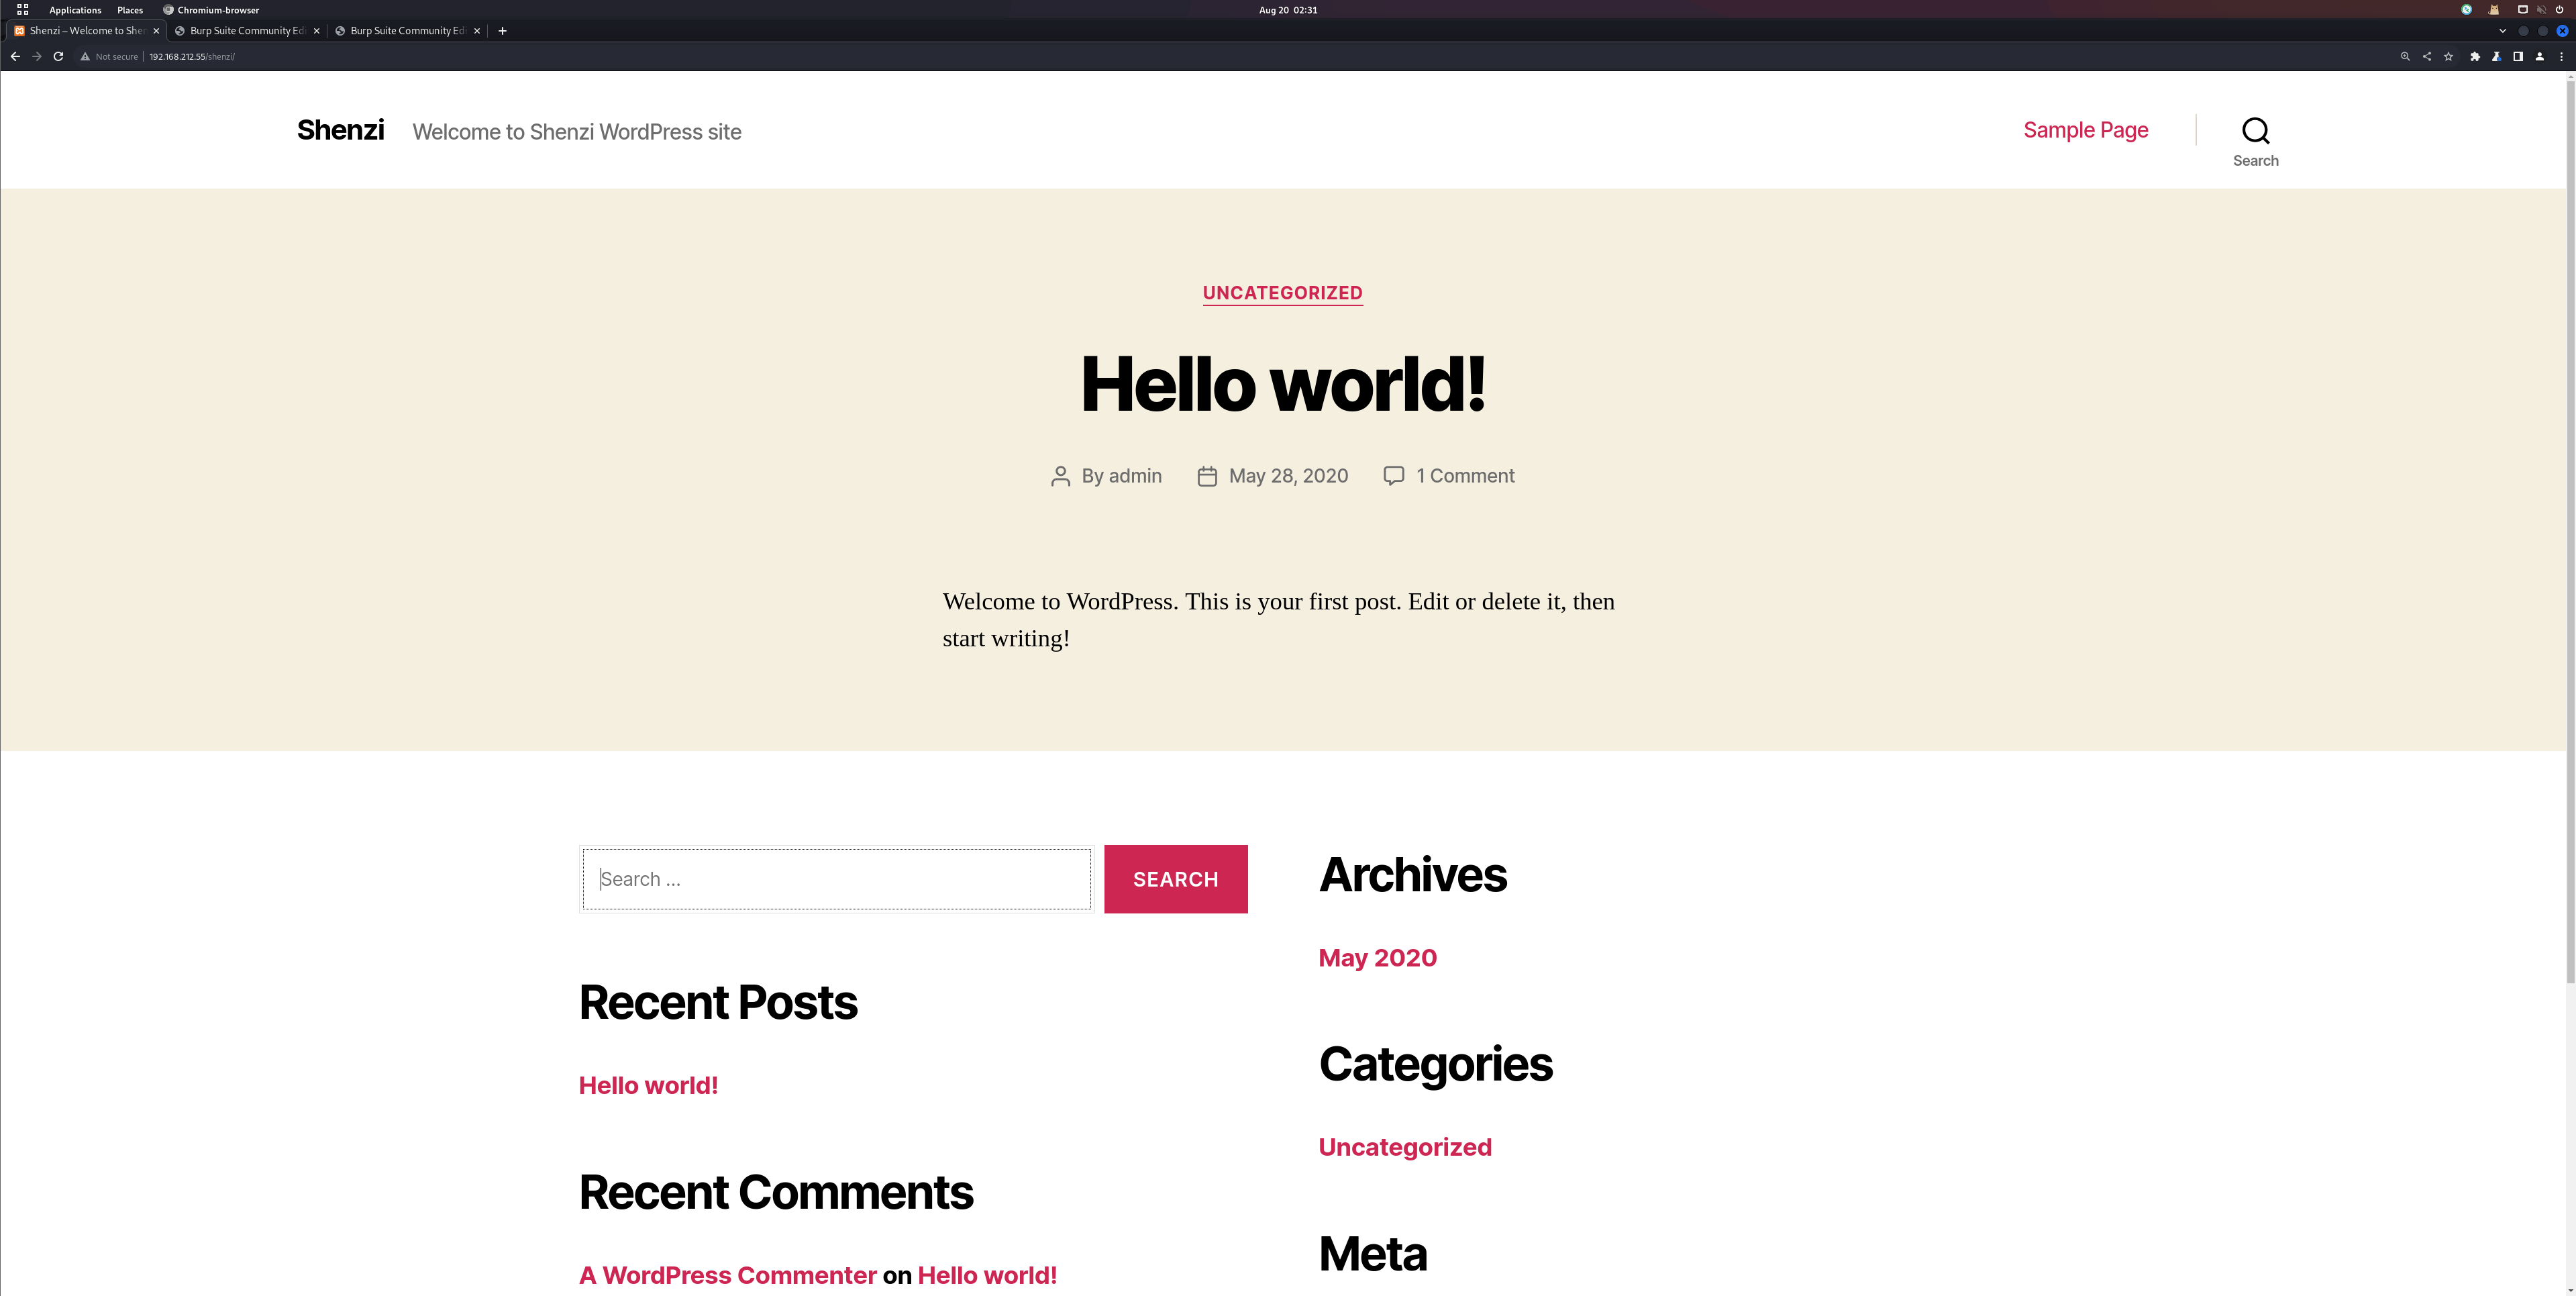 Applications Places Chromium-browser Aug 20 02:31
Shenzi – Welcome to She Burp Suite Community Ed Burp Suite Community Ed
Not secure 192.168.212.55/shenzi/
Shenzi Welcome to Shenzi WordPress site Sample Page
Search
UNCATEGORIZED
Hello world!
By admin May 28, 2020 1 Comment
Welcome to WordPress. This is your first post. Edit or delete it, then
start writing!
Search … SEARCH
Archives
May 2020
Recent Posts
Categories
Hello world!
Uncategorized
Recent Comments
Meta
A WordPress Commenter on Hello world!